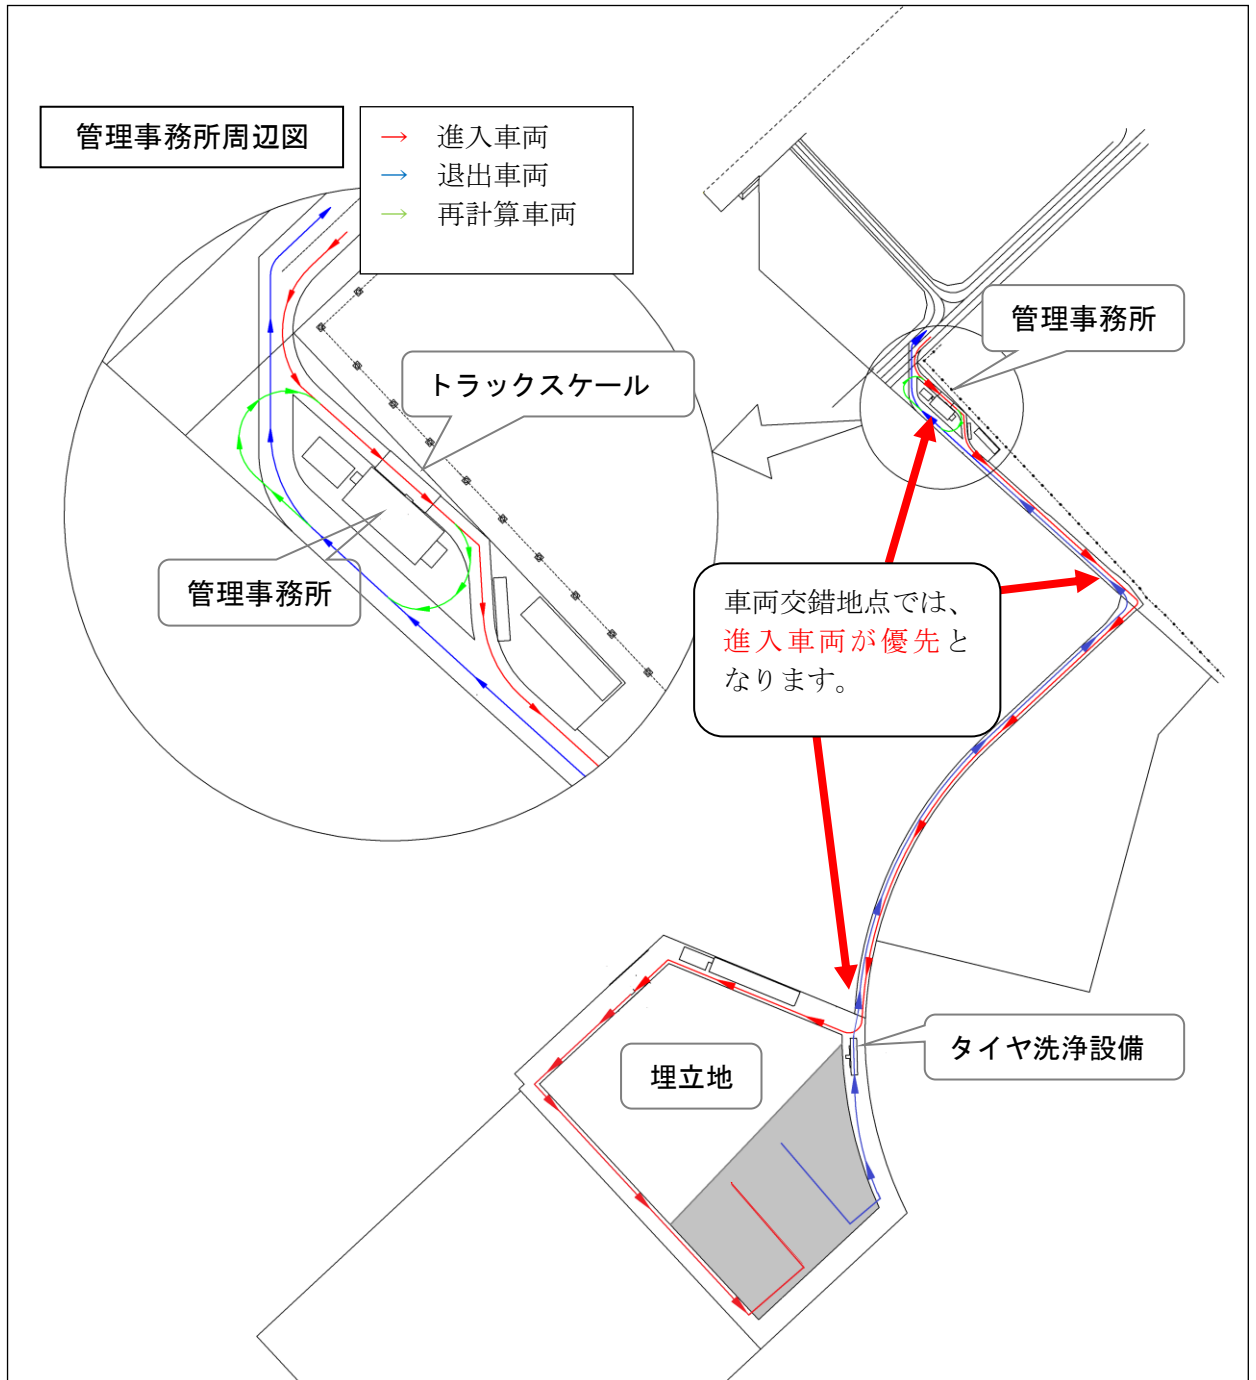 管理事務所周辺図
→ 進入車両
→ 退出車両
→ 再計算車両
管理事務所
トラックスケール
管理事務所
車両交錯地点では、
進入車両が優先と
なります。
タイヤ洗浄設備
埋立地